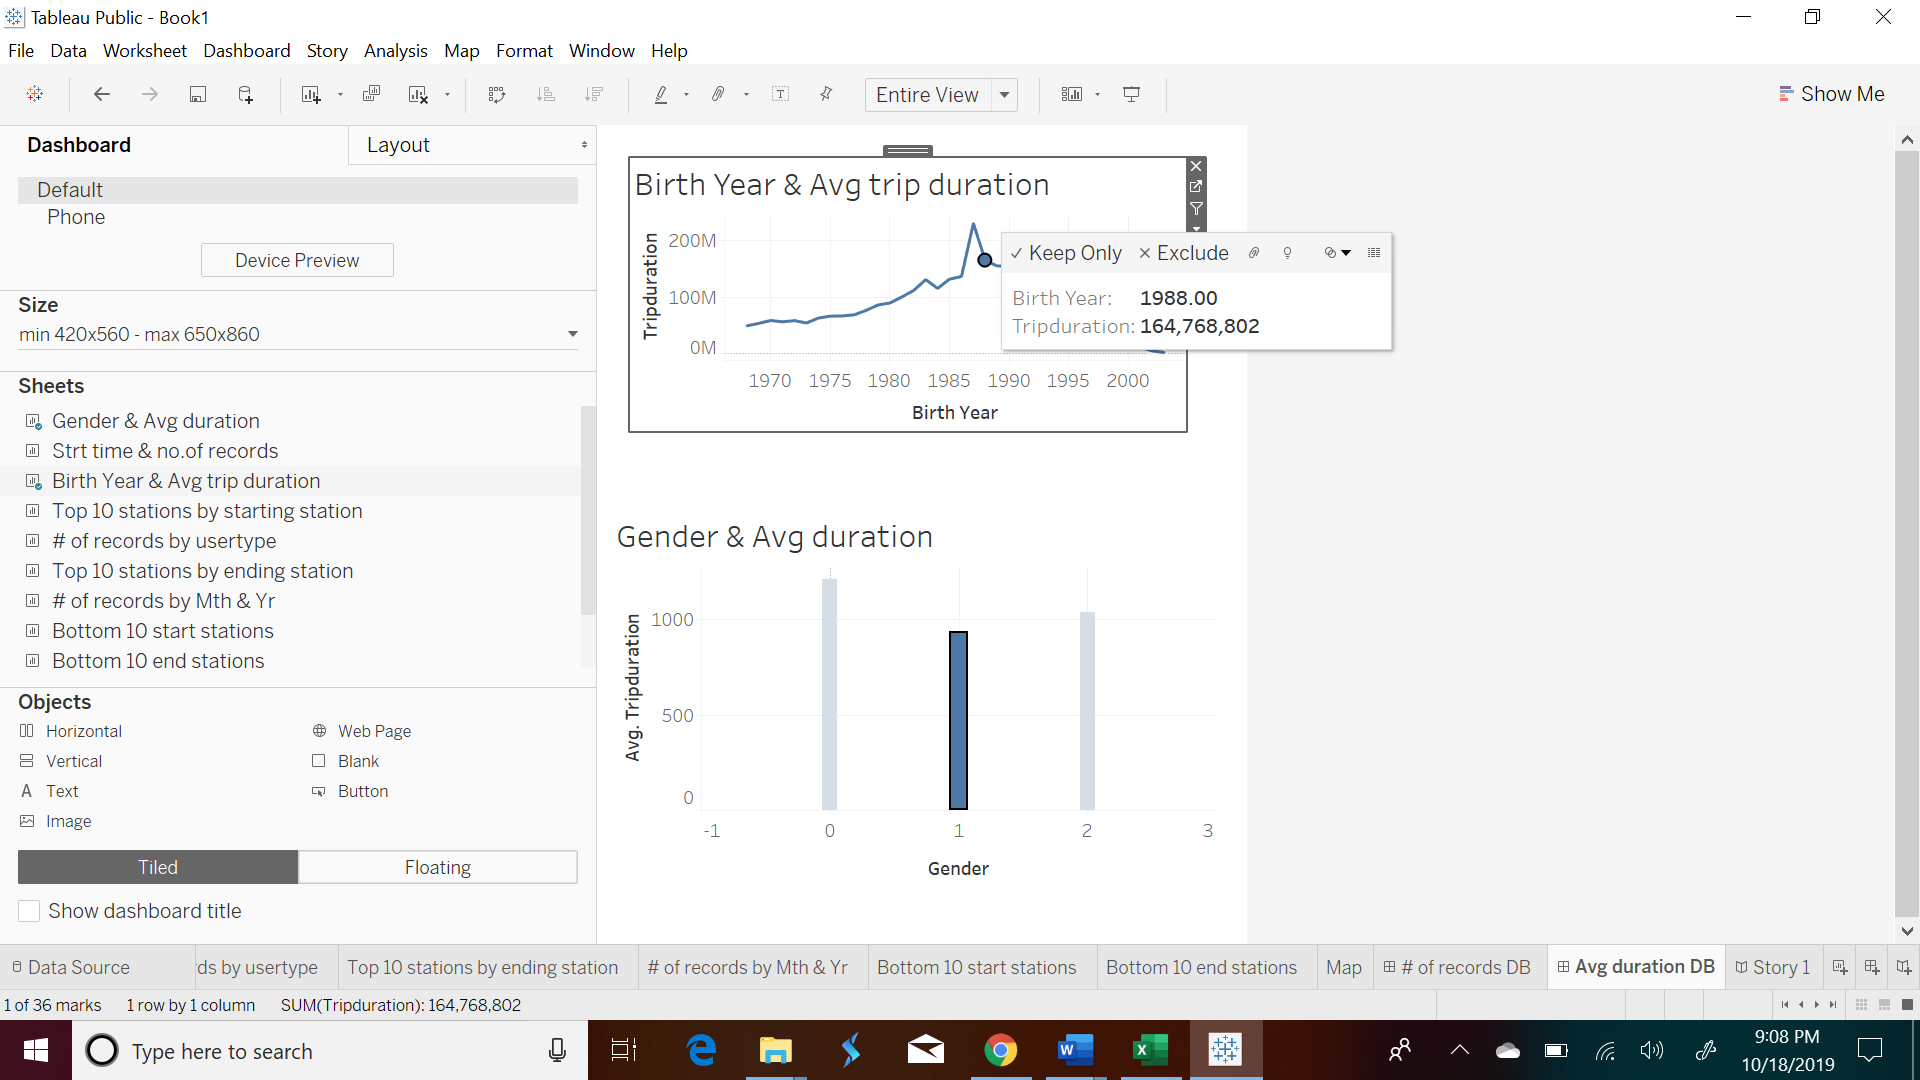 Tableau Public - Book1
File Data Worksheet Dashboard Story Analysis Map Format Window Help
Entire View
Show Me
Dashboard
Layout
Default
Phone
Device Preview
Size
min 420x560 - max 650x860
Sheets
Gender & Avg duration
Strt time & no.of records
Birth Year & Avg trip duration
Top 10 stations by starting station
# of records by usertype
Top 10 stations by ending station
# of records by Mth & Yr
Bottom 10 start stations
Bottom 10 end stations
Objects
Horizontal
Web Page
Vertical
Blank
A Text
Button
Image
Tiled
Floating
Show dashboard title
Birth Year & Avg trip duration
Tripduration
200M
100M
0M
1970 1975 1980 1985 1990 1995 2000
Birth Year
Keep Only Exclude
Birth Year: 1988.00
Tripduration: 164,768,802
Gender & Avg duration
Avg. Tripduration
1000
500
0
-1 0 1 2 3
Gender
Data Source
ds by usertype
Top 10 stations by ending station
# of records by Mth & Yr
Bottom 10 start stations
Bottom 10 end stations
Map
# of records DB
Avg duration DB
Story 1
1 of 36 marks 1 row by 1 column SUM(Tripduration): 164,768,802
Type here to search
9:08 PM
10/18/2019